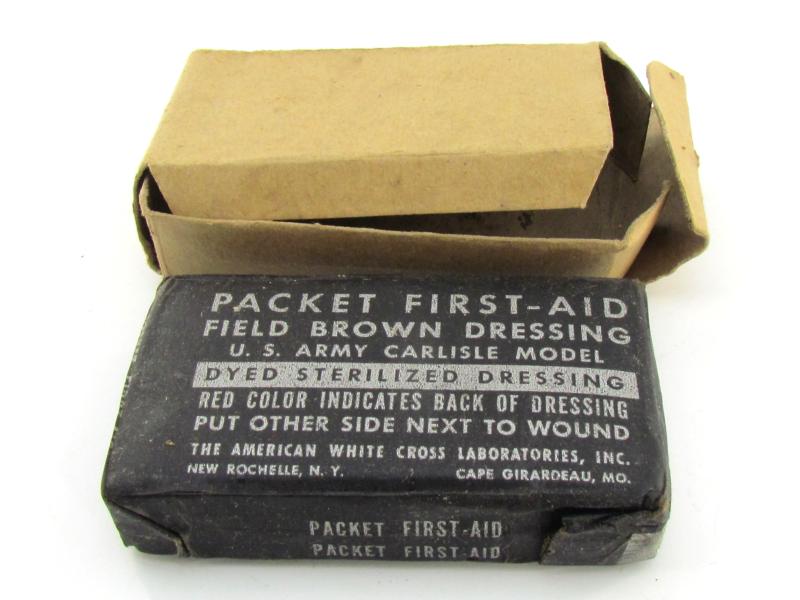 PACKET FIRST-AID
FIELD BROWN DRESSING
U. S. ARMY CARLISLE MODEL
DYED STERILIZED DRESSING
RED COLOR INDICATES BACK OF DRESSING
PUT OTHER SIDE NEXT TO WOUND
THE AMERICAN WHITE CROSS LABORATORIES, INC.
NEW ROCHELLE, N. Y. CAPE GIRARDEAU, MO.
PACKET FIRST-AID
PACKET FIRST-AID